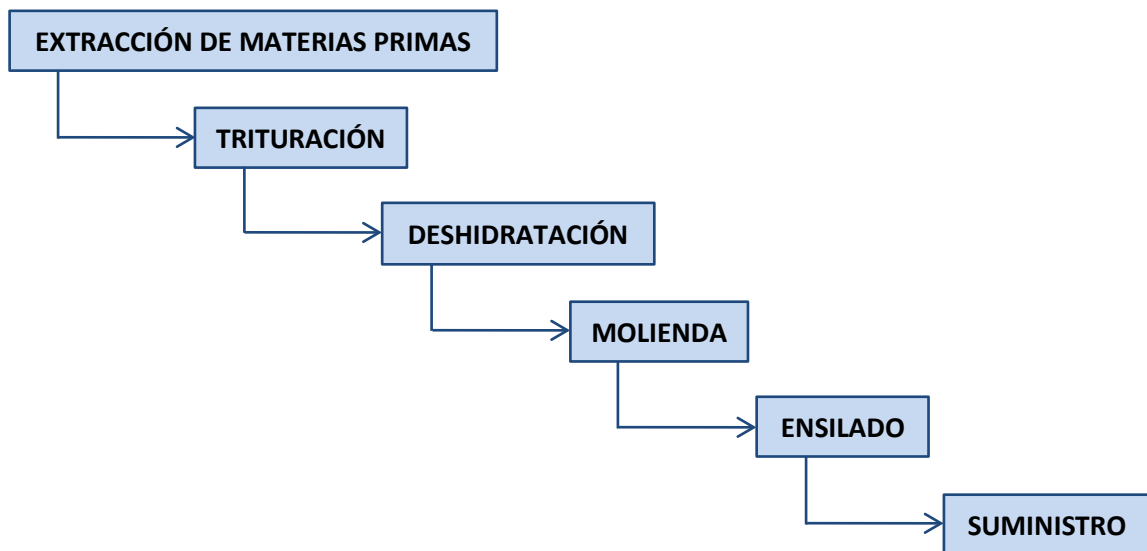 EXTRACCIÓN DE MATERIAS PRIMAS
TRITURACIÓN
DESHIDRATACIÓN
MOLIENDA
ENSILADO
SUMINISTRO